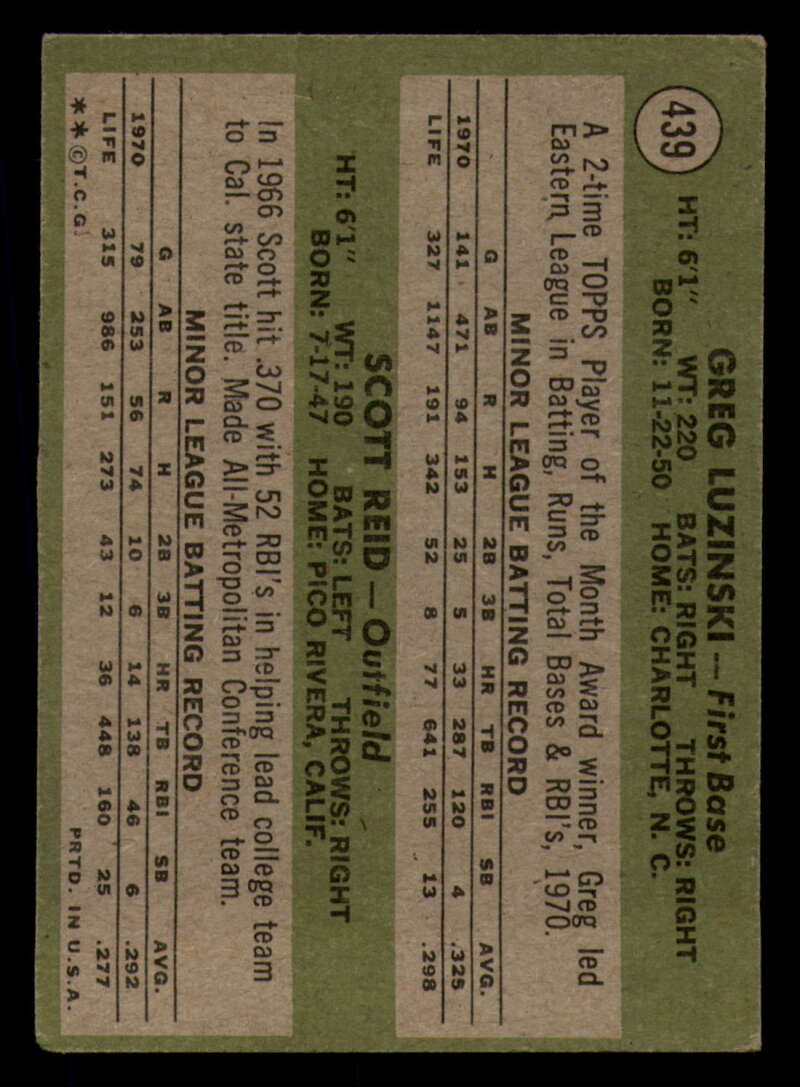 439
GREG LUZINSKI — First Base
HT: 6'1" WT: 220 BATS: RIGHT THROWS: RIGHT
BORN: 11-22-50 HOME: CHARLOTTE, N. C.
A 2-time TOPPS Player of the Month Award winner, Greg led
Eastern League in Batting, Runs, Total Bases & RBI's, 1970.
MINOR LEAGUE BATTING RECORD
G AB R H 2B 3B HR TB RBI SB AVG.
1970 141 471 94 153 25 5 33 287 120 4 .325
LIFE 327 1147 191 342 52 8 77 641 255 13 .298
SCOTT REID — Outfield
HT: 6'1" WT: 190 BATS: LEFT THROWS: RIGHT
BORN: 7-17-47 HOME: PICO RIVERA, CALIF.
In 1966 Scott hit .370 with 52 RBI's in helping lead college team
to Cal. state title. Made All-Metropolitan Conference team.
MINOR LEAGUE BATTING RECORD
G AB R H 2B 3B HR TB RBI SB AVG.
1970 79 253 56 74 10 6 14 138 46 6 .292
LIFE 315 986 151 273 43 12 36 448 160 25 .277
**©T.C.G. PRTD. IN U.S.A.